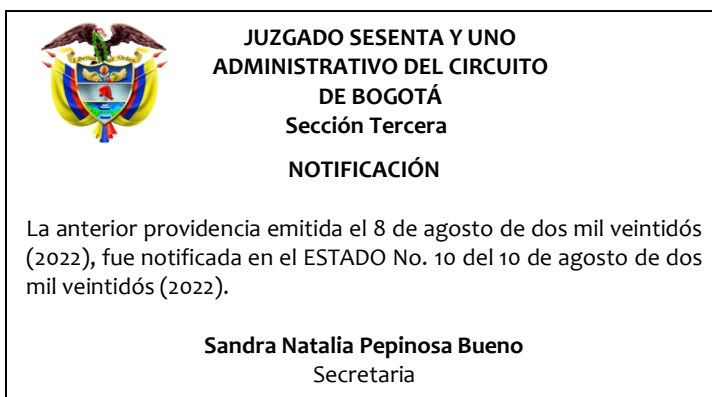 JUZGADO SESENTA Y UNO
ADMINISTRATIVO DEL CIRCUITO
DE BOGOTÁ
Sección Tercera
NOTIFICACIÓN
La anterior providencia emitida el 8 de agosto de dos mil veintidós
(2022), fue notificada en el ESTADO No. 10 del 10 de agosto de dos
mil veintidós (2022).
Sandra Natalia Pepinosa Bueno
Secretaria